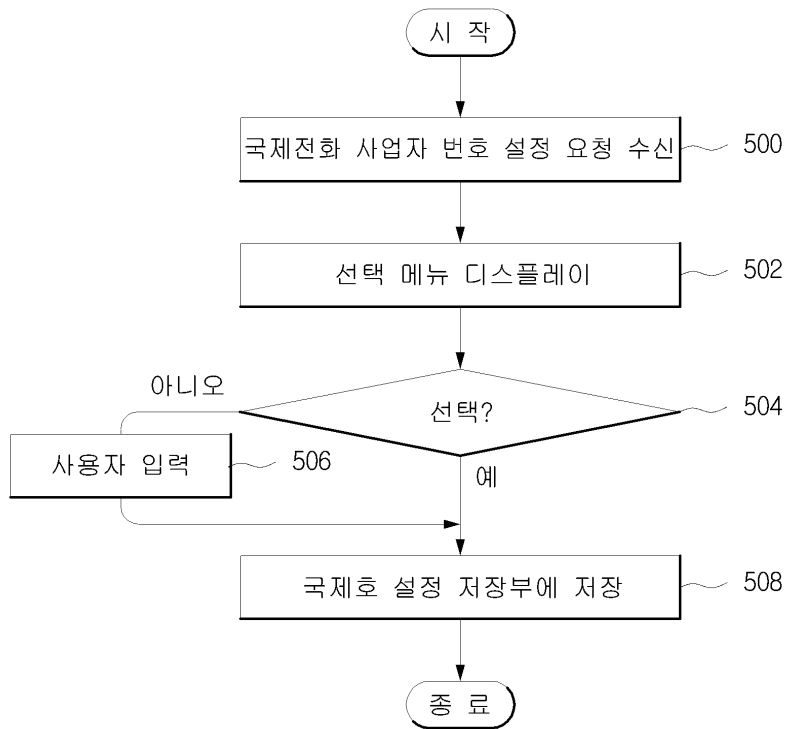 시 작
국제전화 사업자 번호 설정 요청 수신
500
선택 메뉴 디스플레이
502
아니오
선택?
504
사용자 입력
506
예
국제호 설정 저장부에 저장
508
종 료